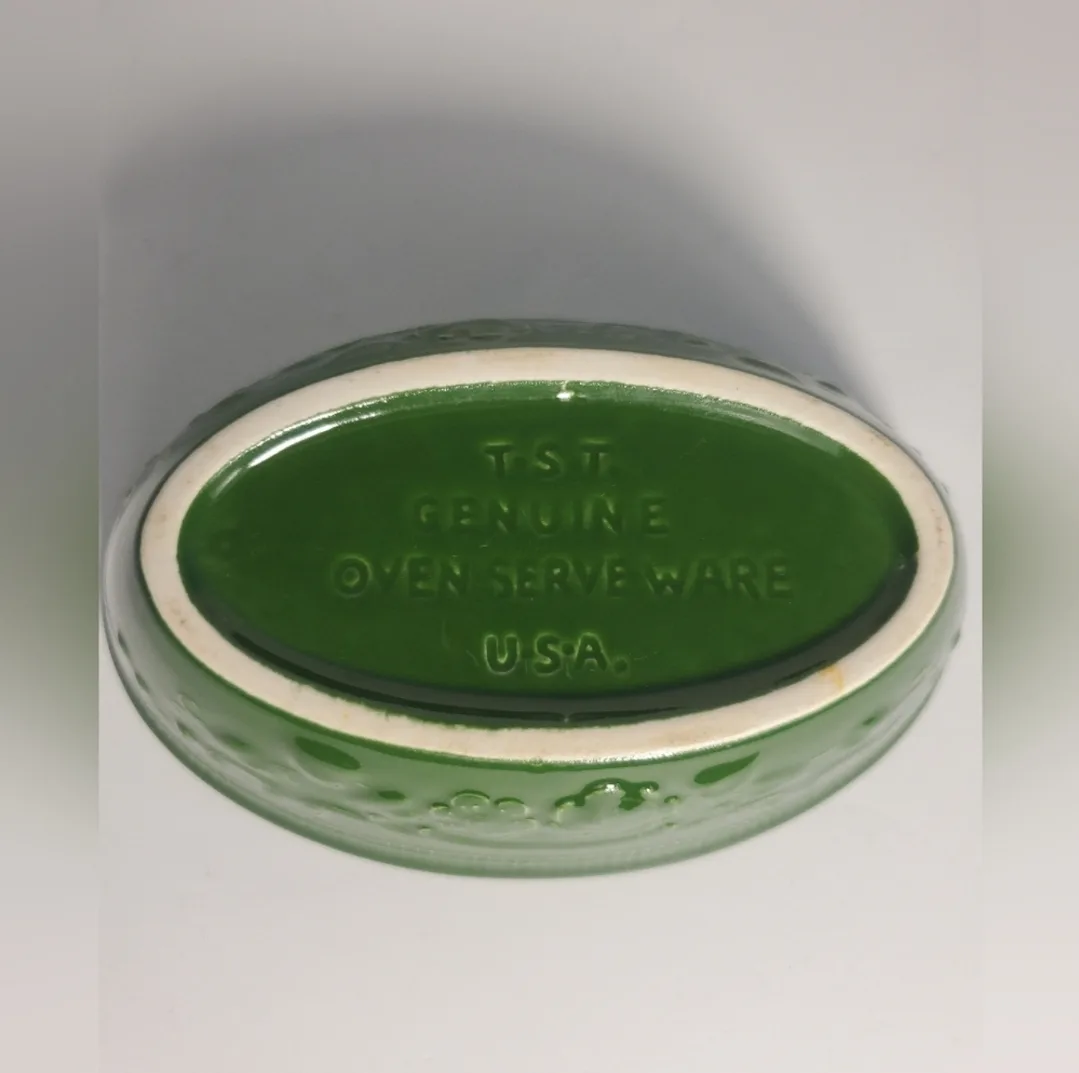 T·S·T.
GENUINE
OVEN SERVE WARE
U·S·A.